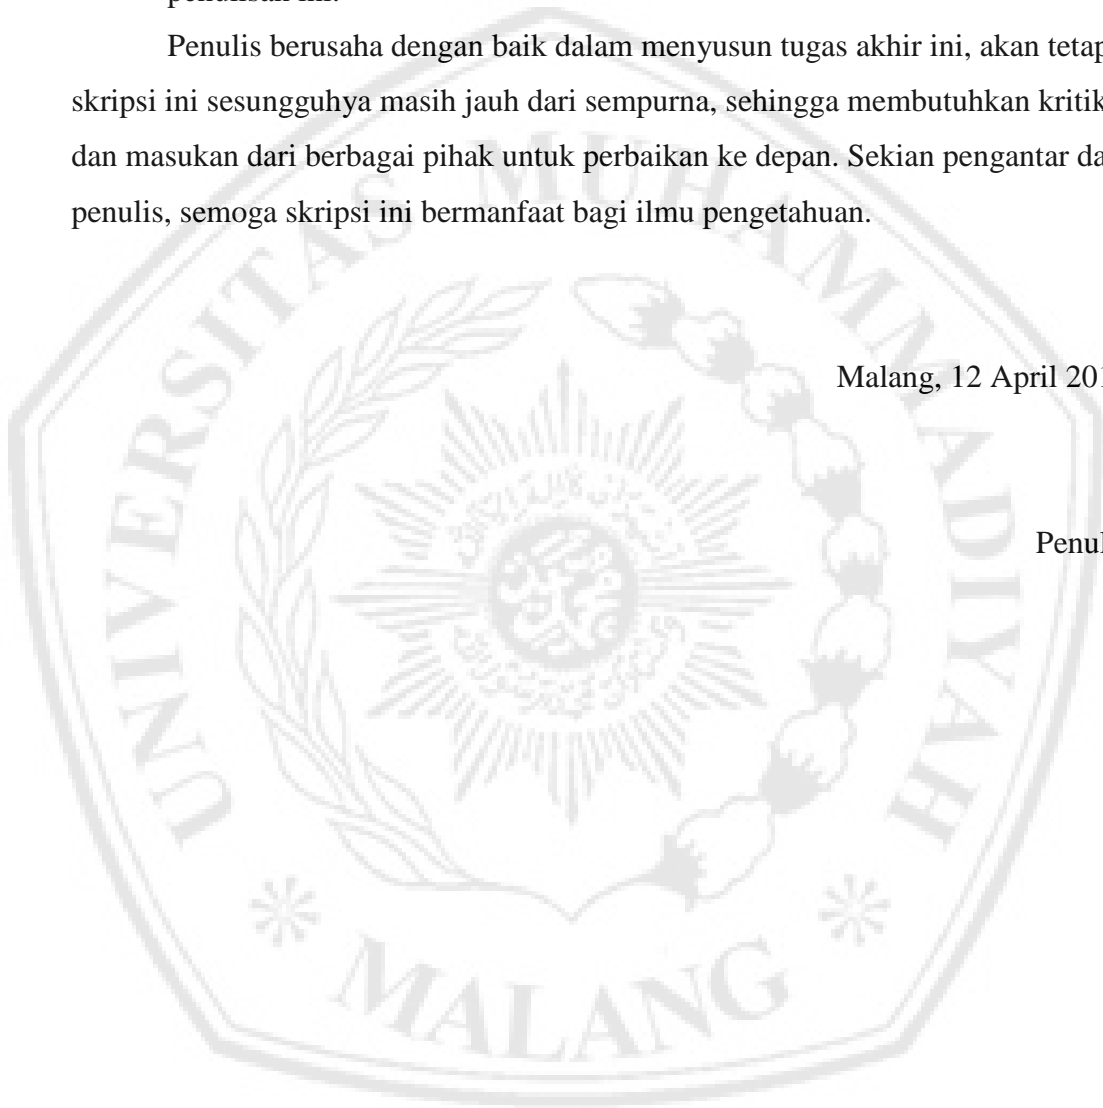 penulisan ini.
Penulis berusaha dengan baik dalam menyusun tugas akhir ini, akan tetap
skripsi ini sesungguhya masih jauh dari sempurna, sehingga membutuhkan kritik
dan masukan dari berbagai pihak untuk perbaikan ke depan. Sekian pengantar da
penulis, semoga skripsi ini bermanfaat bagi ilmu pengetahuan.
Malang, 12 April 201
Penul
UNIVERSITAS MUHAMMADIYAH
MALANG